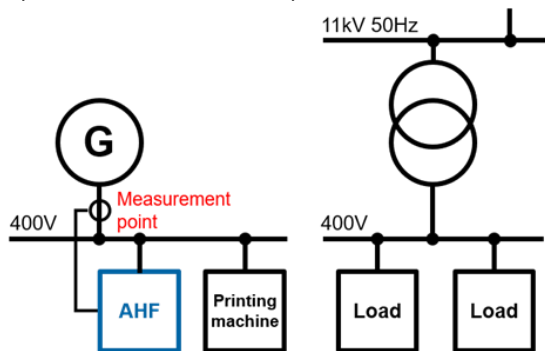 11kV 50Hz
G
Measurement
point
400V
400V
AHF
Printing
machine
Load
Load